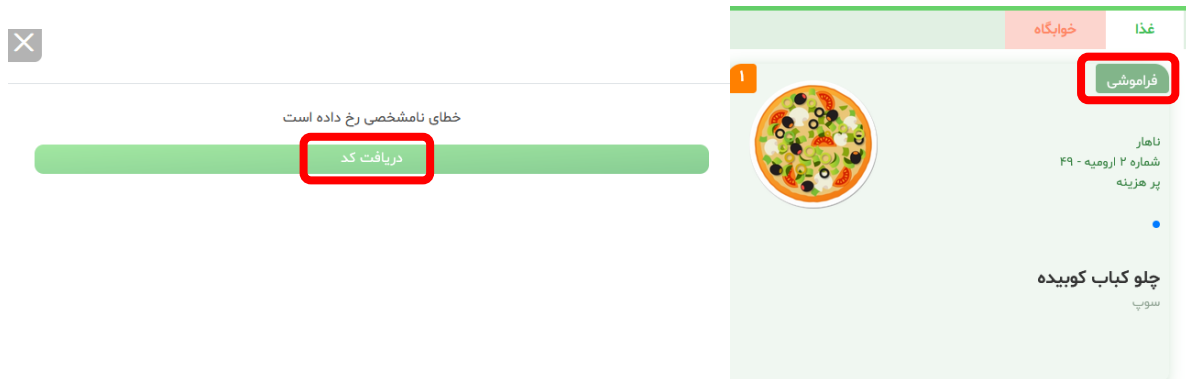 غذا
خوابگاه
فراموشی
۱
ناهار
شماره ۲ ارومیه - ۴۹
پر هزینه
چلو کباب کوبیده
سوپ
خطای نامشخصی رخ داده است
دریافت کد